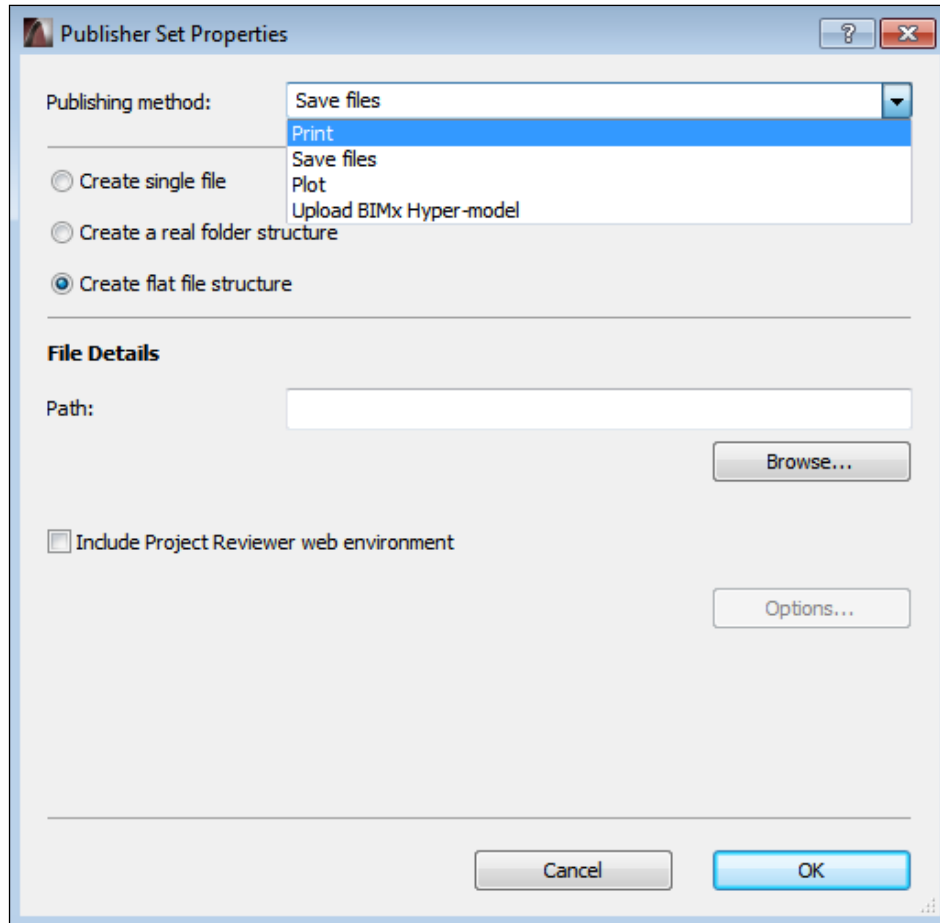 Publisher Set Properties
Publishing method:
Save files
Print
Save files
Plot
Upload BIMx Hyper-model
Create single file
Create a real folder structure
Create flat file structure
File Details
Path:
Browse...
Include Project Reviewer web environment
Options...
Cancel
OK